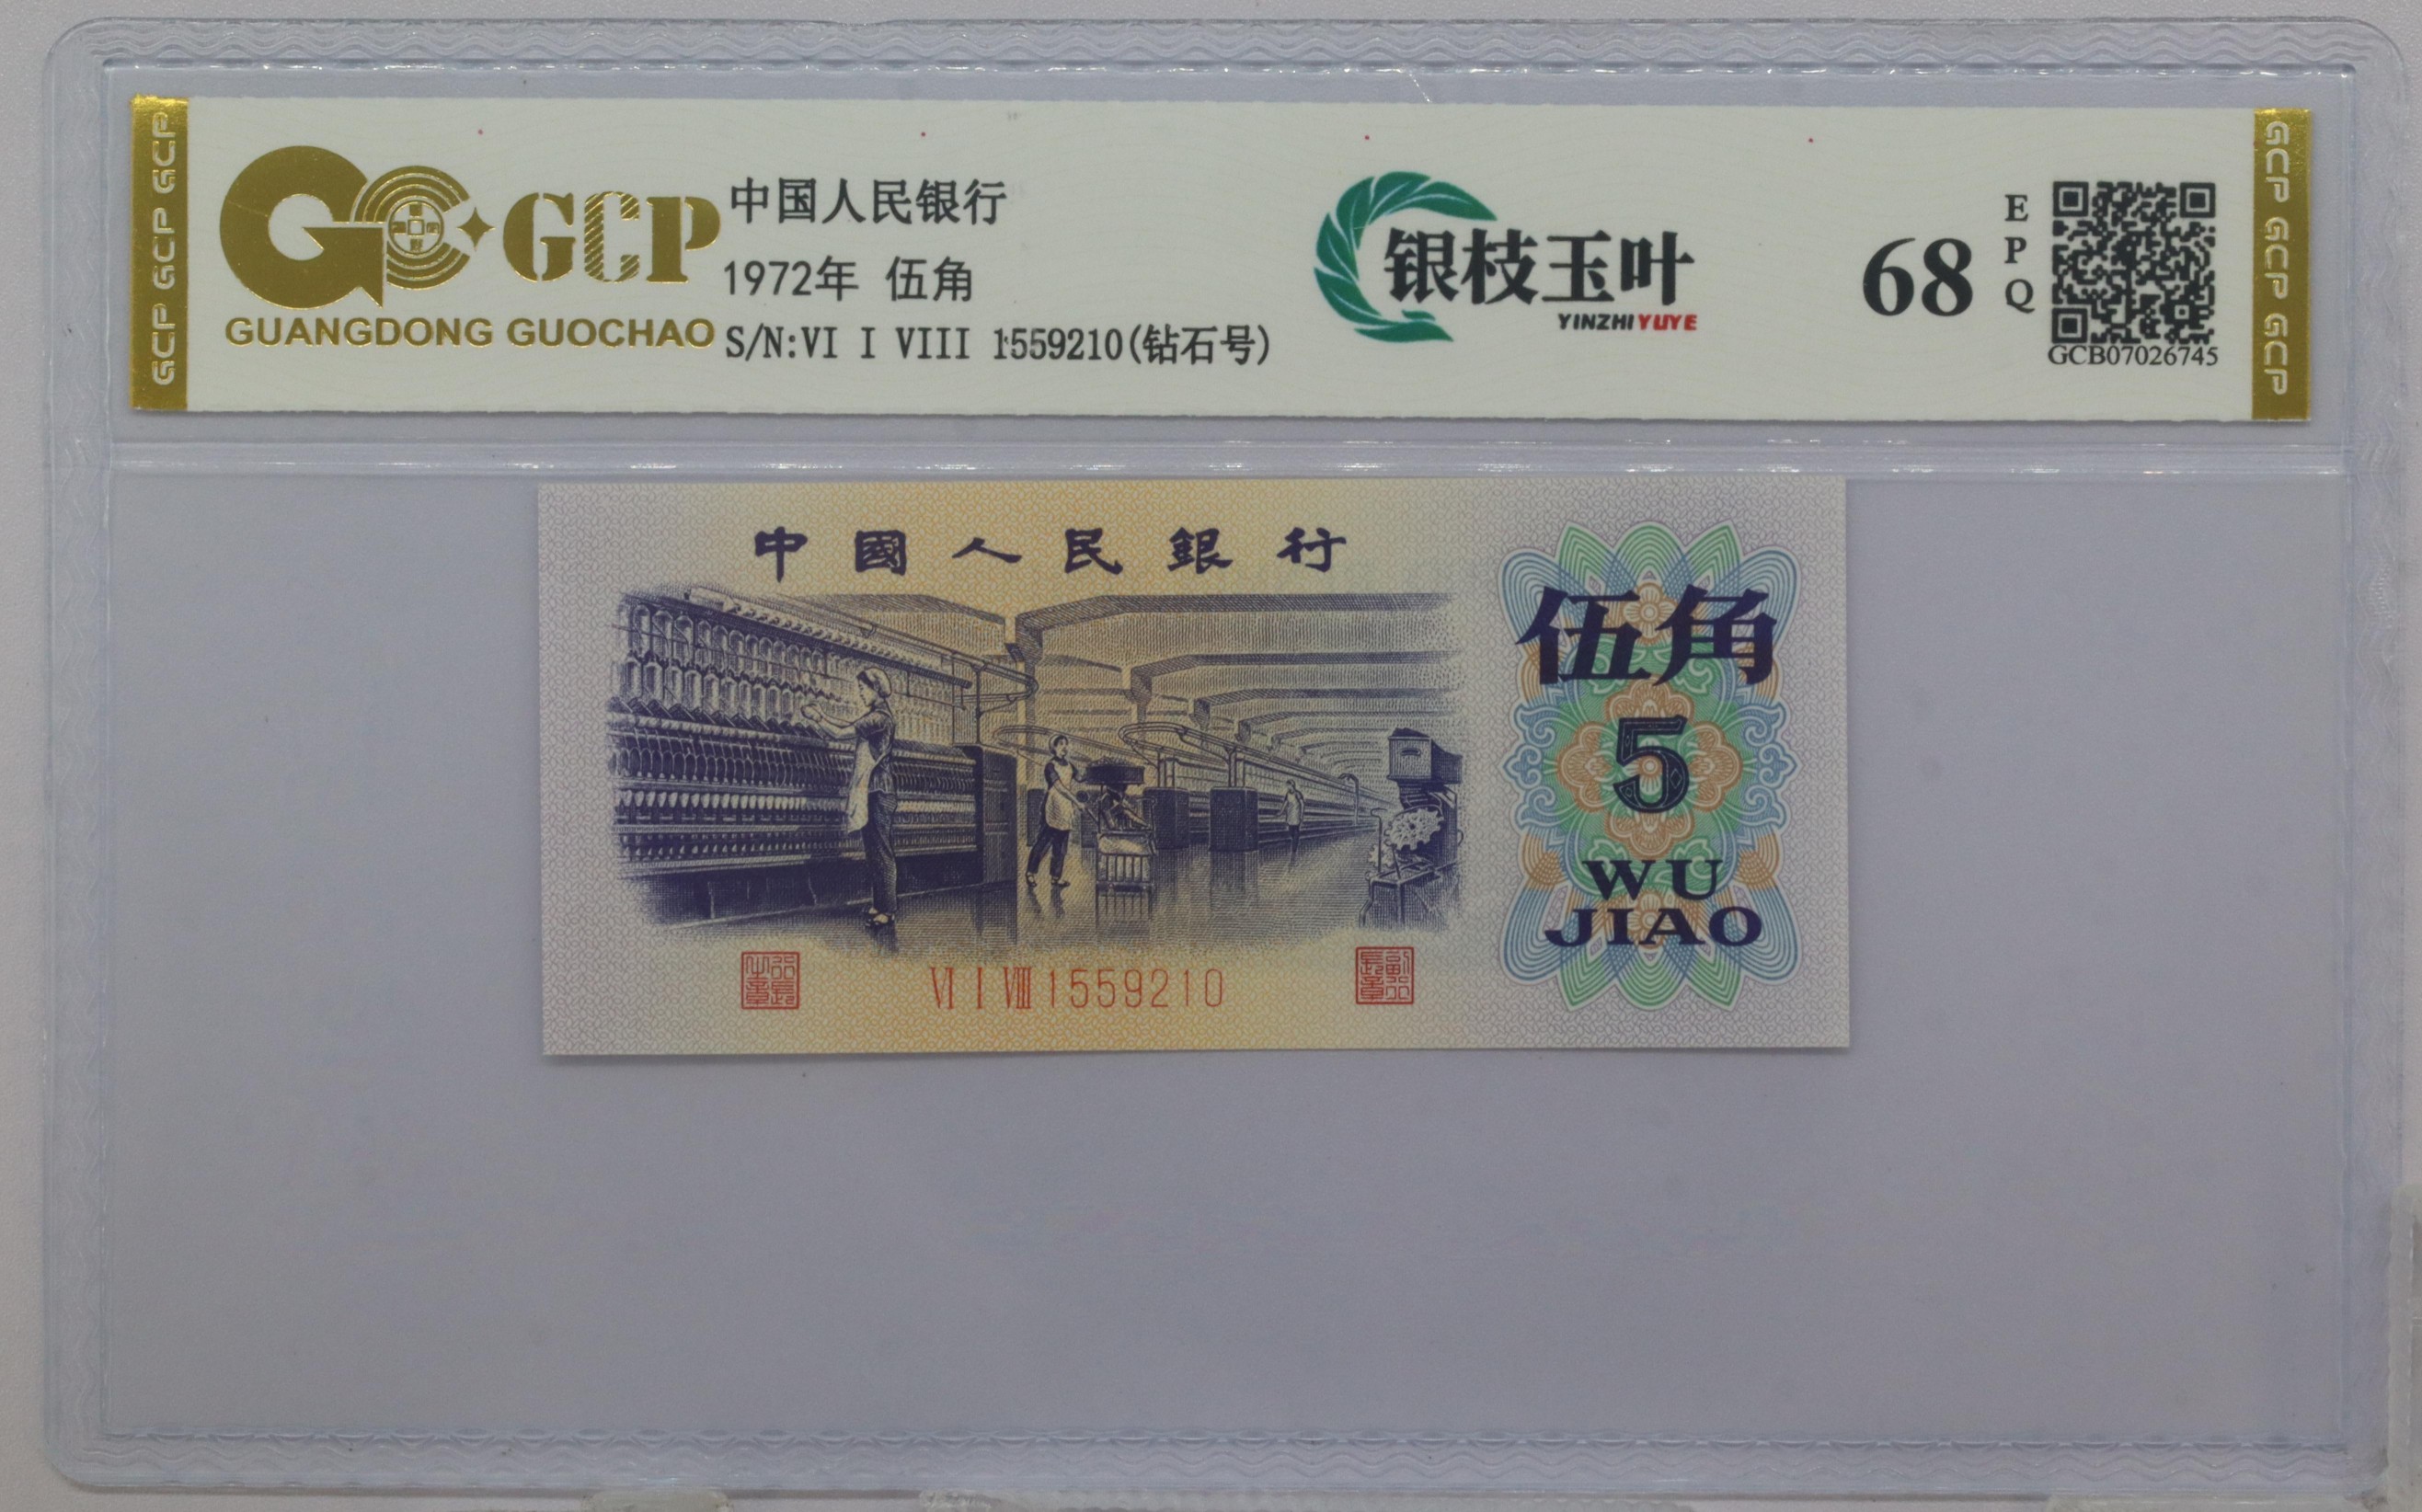 GCP GCP GCP
GCP
GUANGDONG GUOCHAO
中国人民银行
1972年 伍角
S/N:VI I VIII 1559210(钻石号)
银枝玉叶
YINZHIYUYE
68
EPQ
GCB07026745
GCP GCP GCP
中國人民銀行
伍角
5
WU
JIAO
VI I VIII 1559210